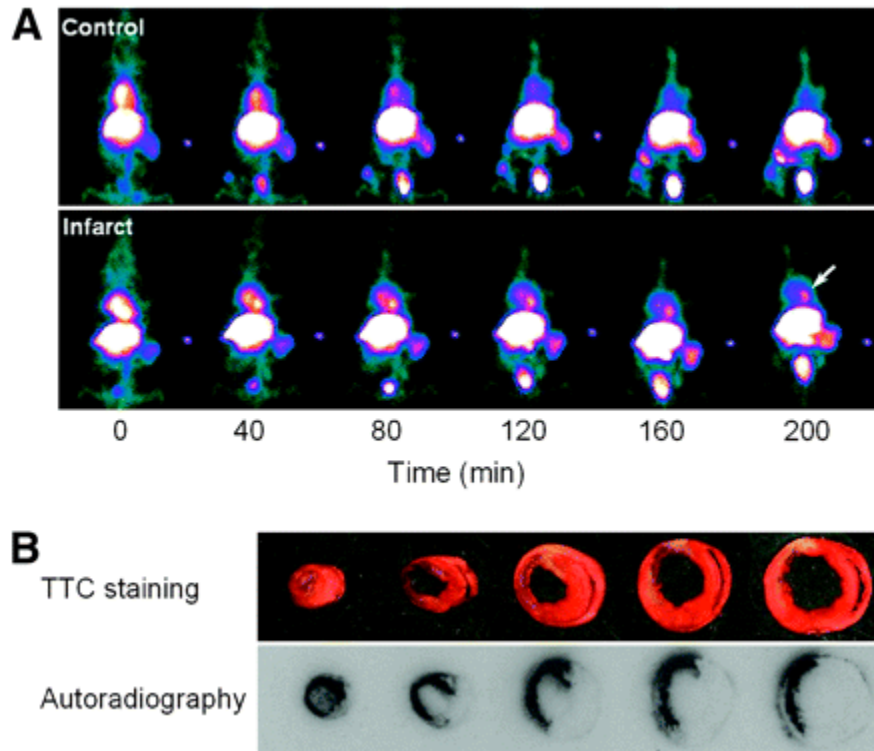 A
Control
Infarct
0 40 80 120 160 200
Time (min)
B
TTC staining
Autoradiography